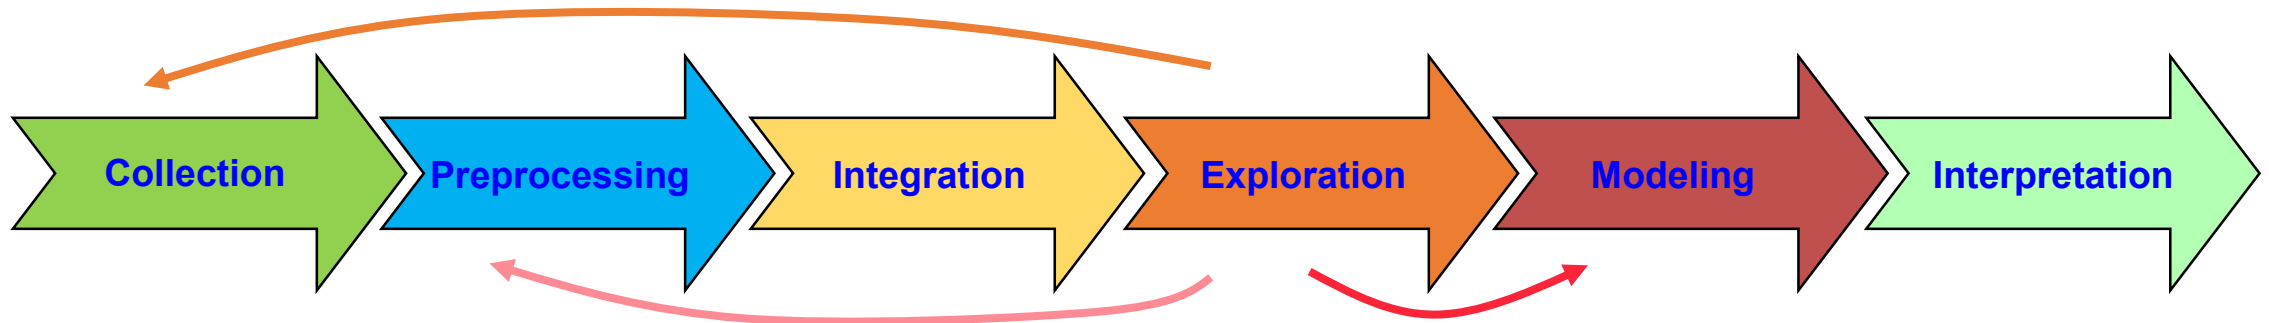 Collection
Preprocessing
Integration
Exploration
Modeling
Interpretation